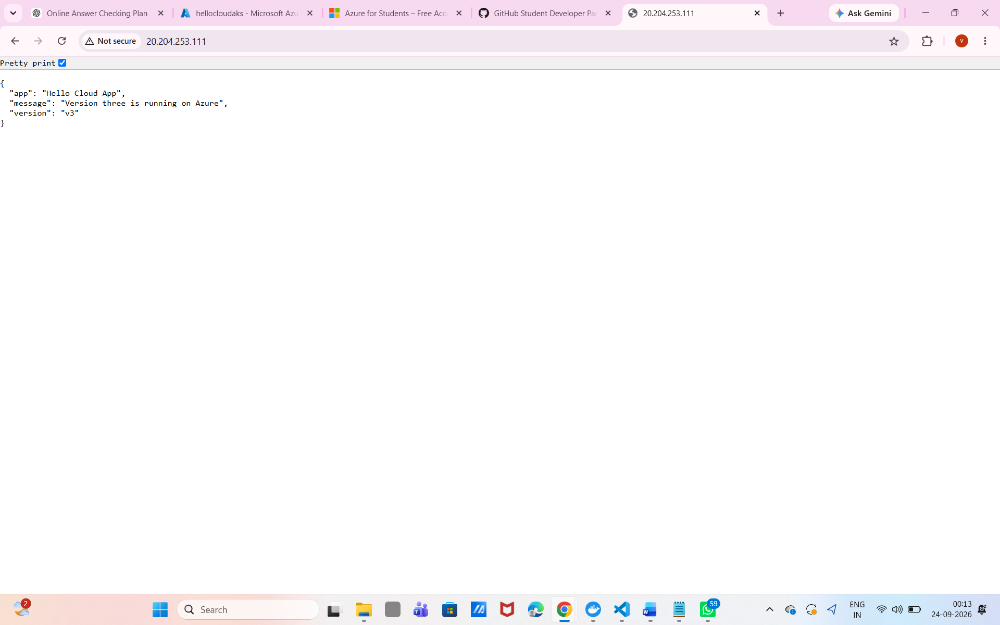 Online Answer Checking Plan
hellocloudaks - Microsoft Azu
Azure for Students – Free Acc
GitHub Student Developer Pac
20.204.253.111
Ask Gemini
Not secure
20.204.253.111
V
Pretty print
{
"app": "Hello Cloud App",
"message": "Version three is running on Azure",
"version": "v3"
}
2
Search
59
ENG
IN
00:13
24-09-2026